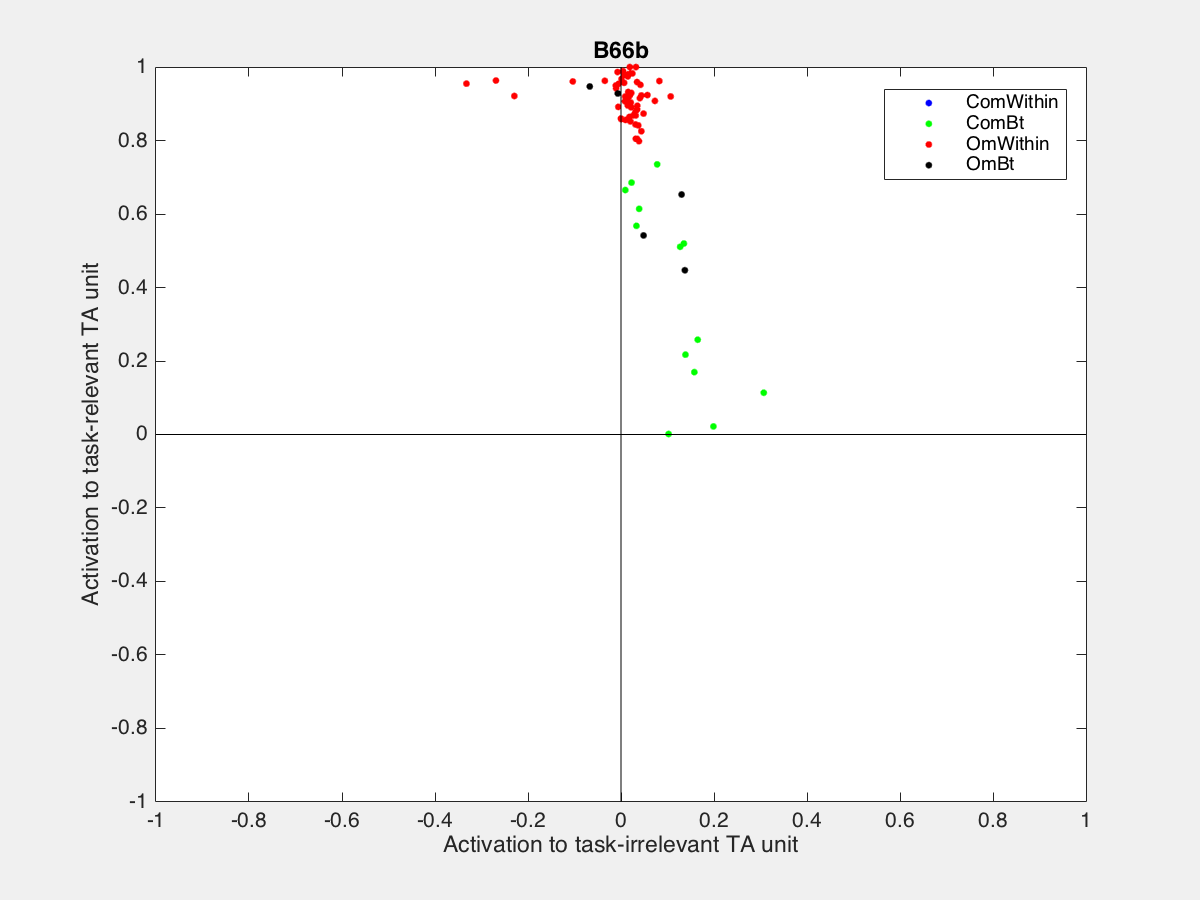 B66b
ComWithin
ComBt
OmWithin
OmBt
Activation to task-relevant TA unit
1
0.8
0.6
0.4
0.2
0
-0.2
-0.4
-0.6
-0.8
-1
-1 -0.8 -0.6 -0.4 -0.2 0 0.2 0.4 0.6 0.8 1
Activation to task-irrelevant TA unit